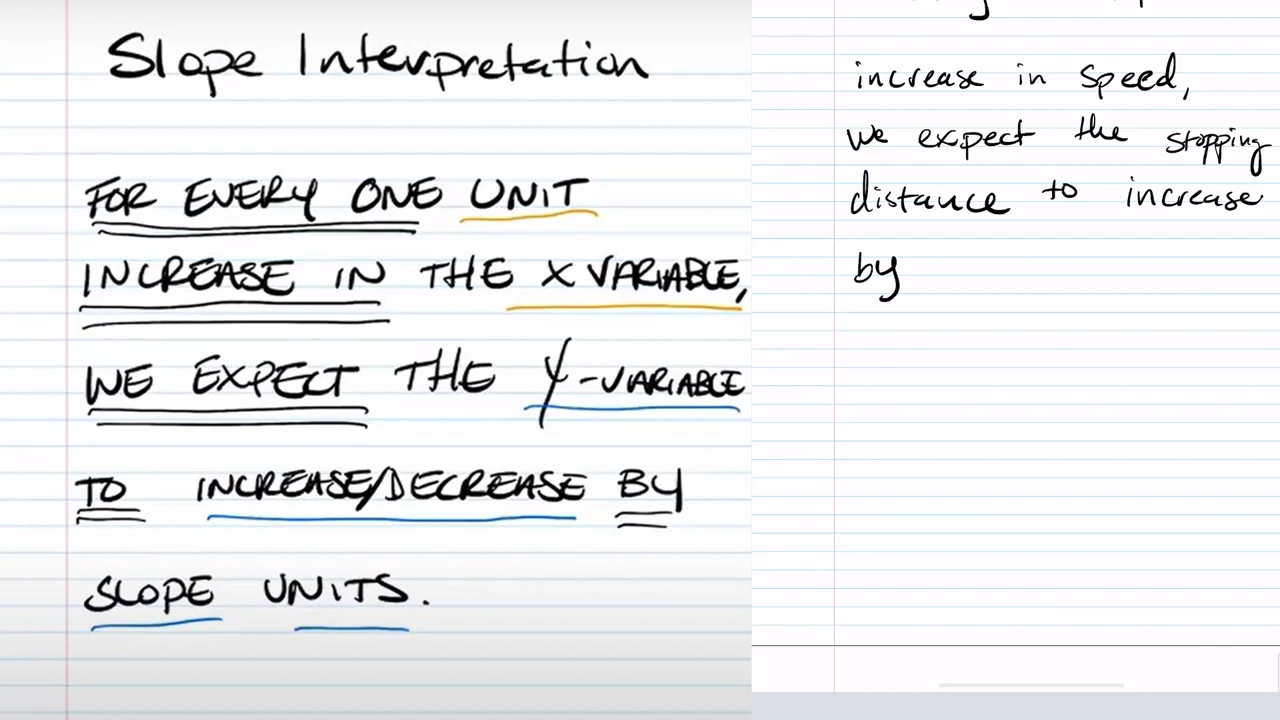 Slope Interpretation
FOR EVERY ONE UNIT
INCREASE IN THE X VARIABLE,
WE EXPECT THE Y-VARIABLE
TO INCREASE/DECREASE BY
SLOPE UNITS.
increase in speed,
we expect the stopping
distance to increase
by